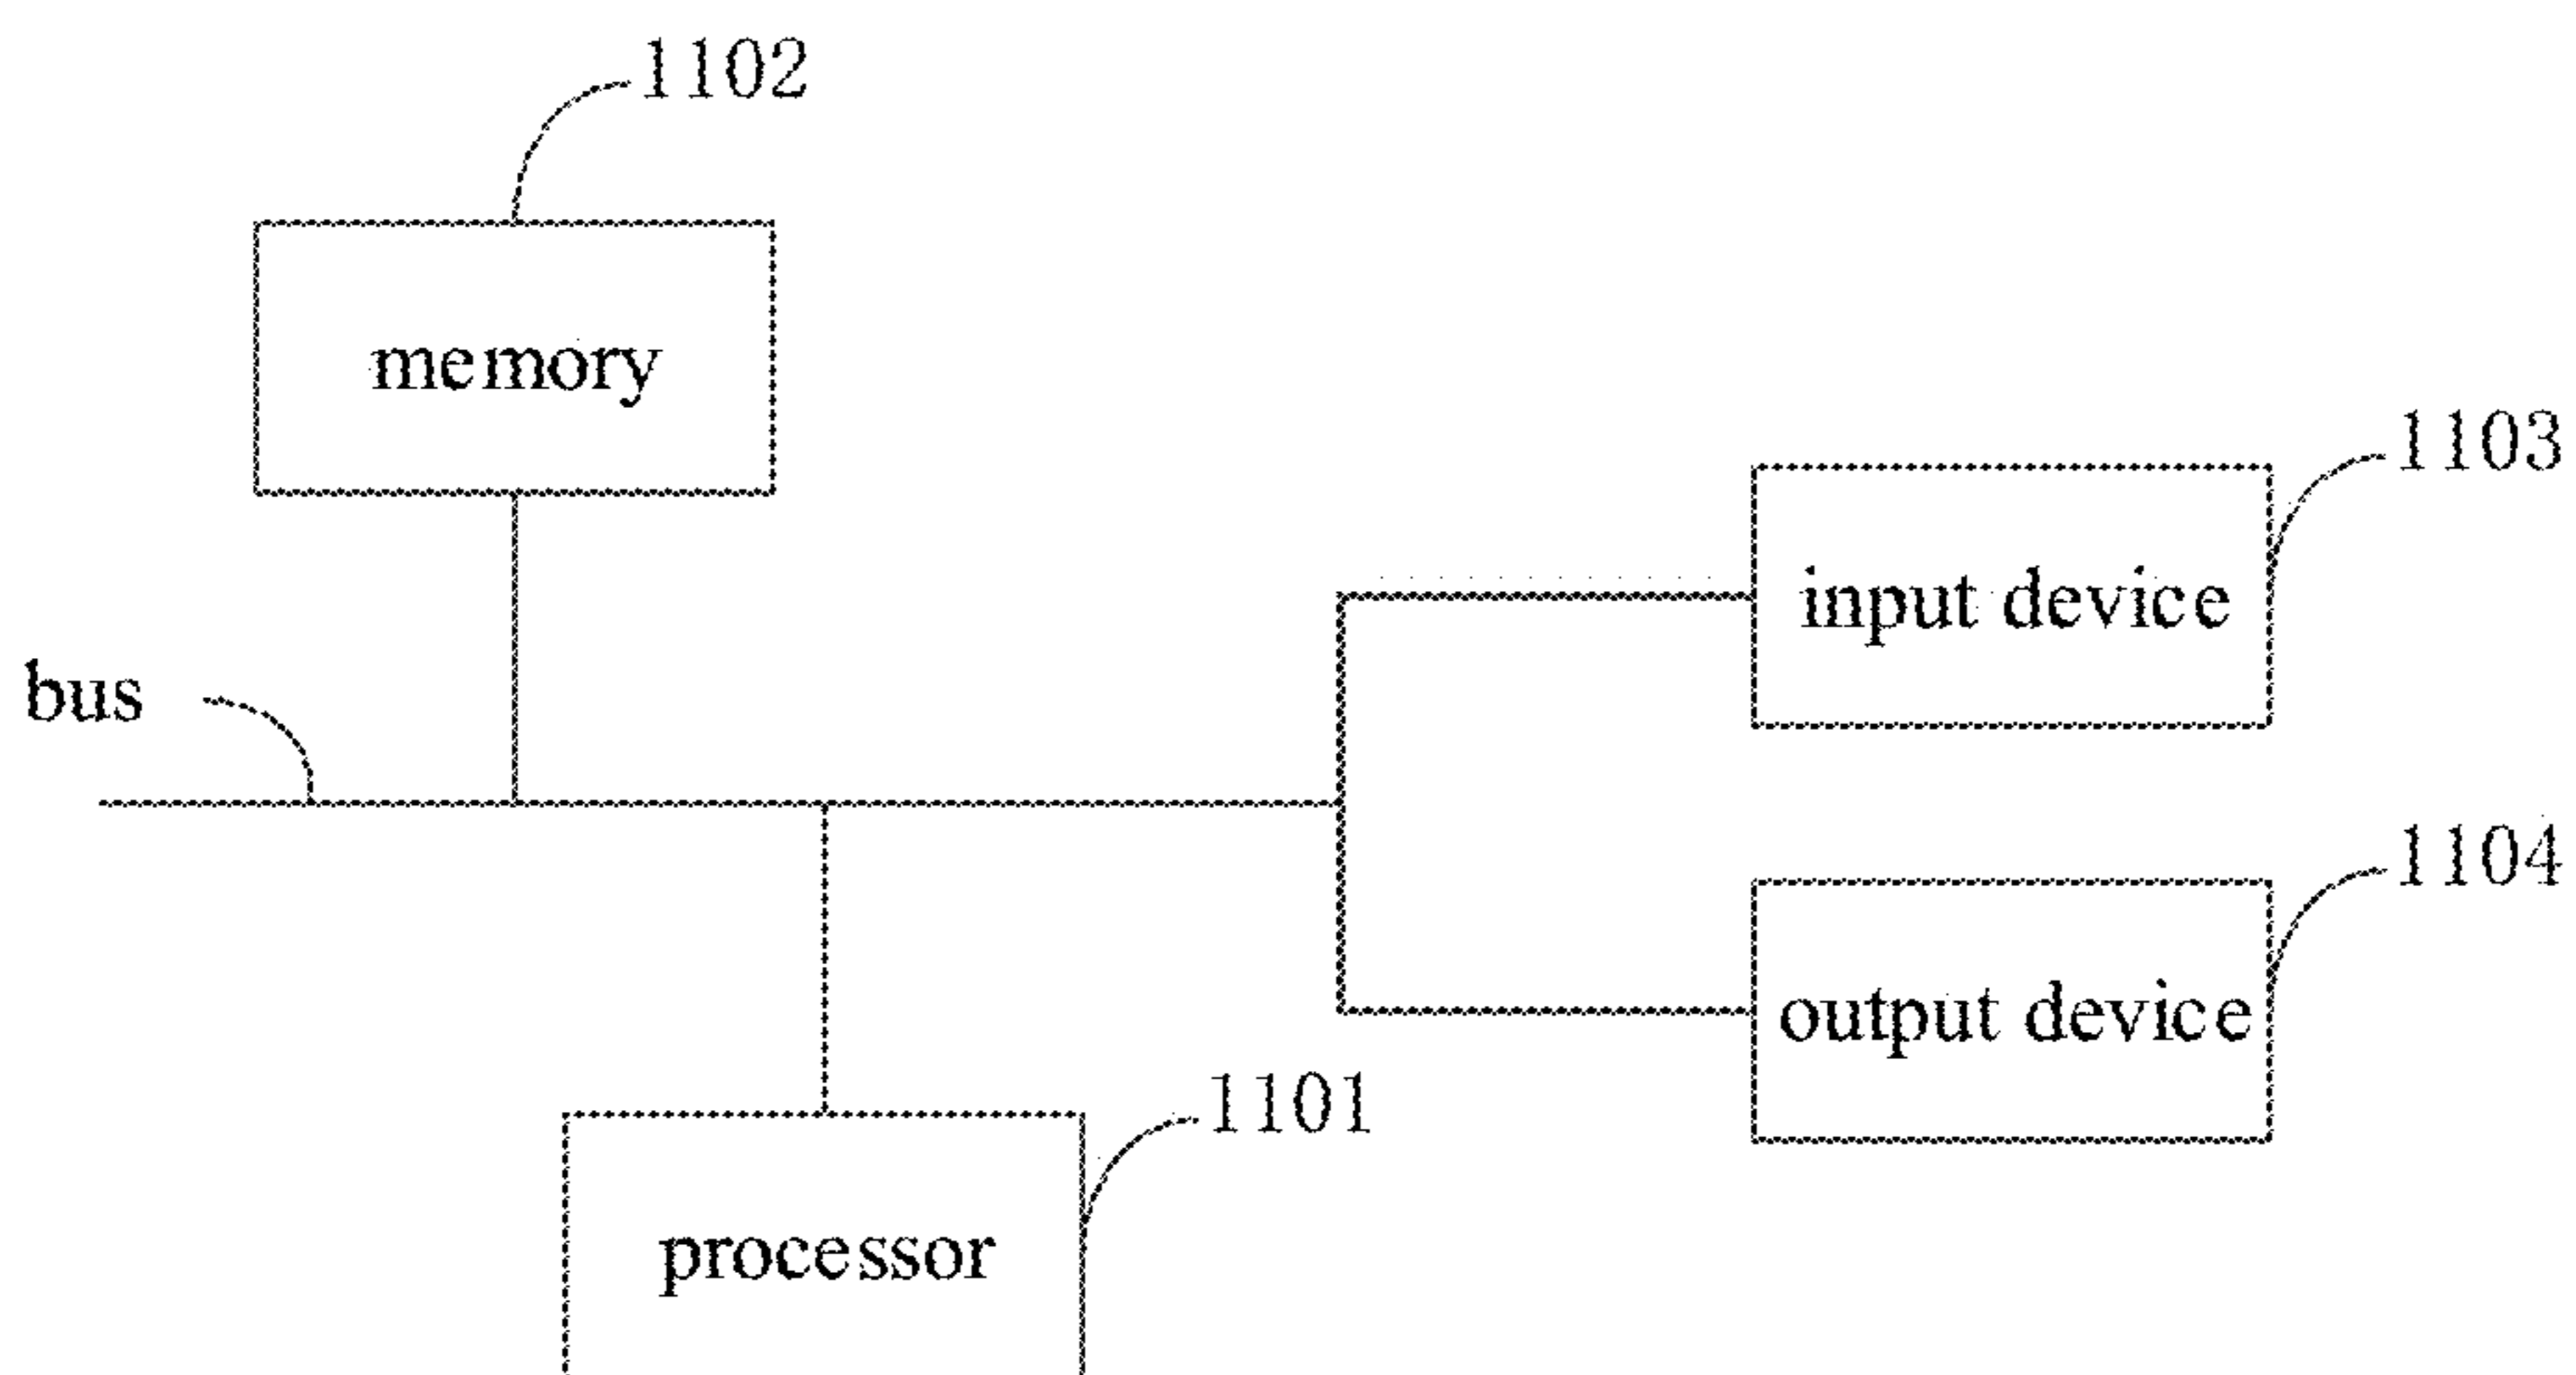 1102
memory
1103
input device
bus
1104
output device
1101
processor